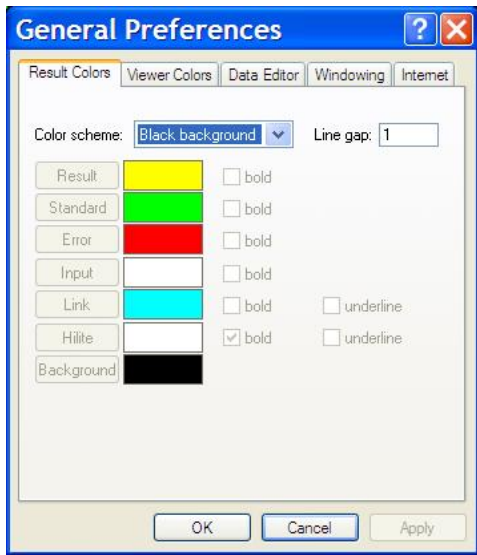 General Preferences
Result Colors Viewer Colors Data Editor Windowing Internet
Color scheme: Black background Line gap: 1
Result bold
Standard bold
Error bold
Input bold
Link bold underline
Hilite bold underline
Background
OK Cancel Apply